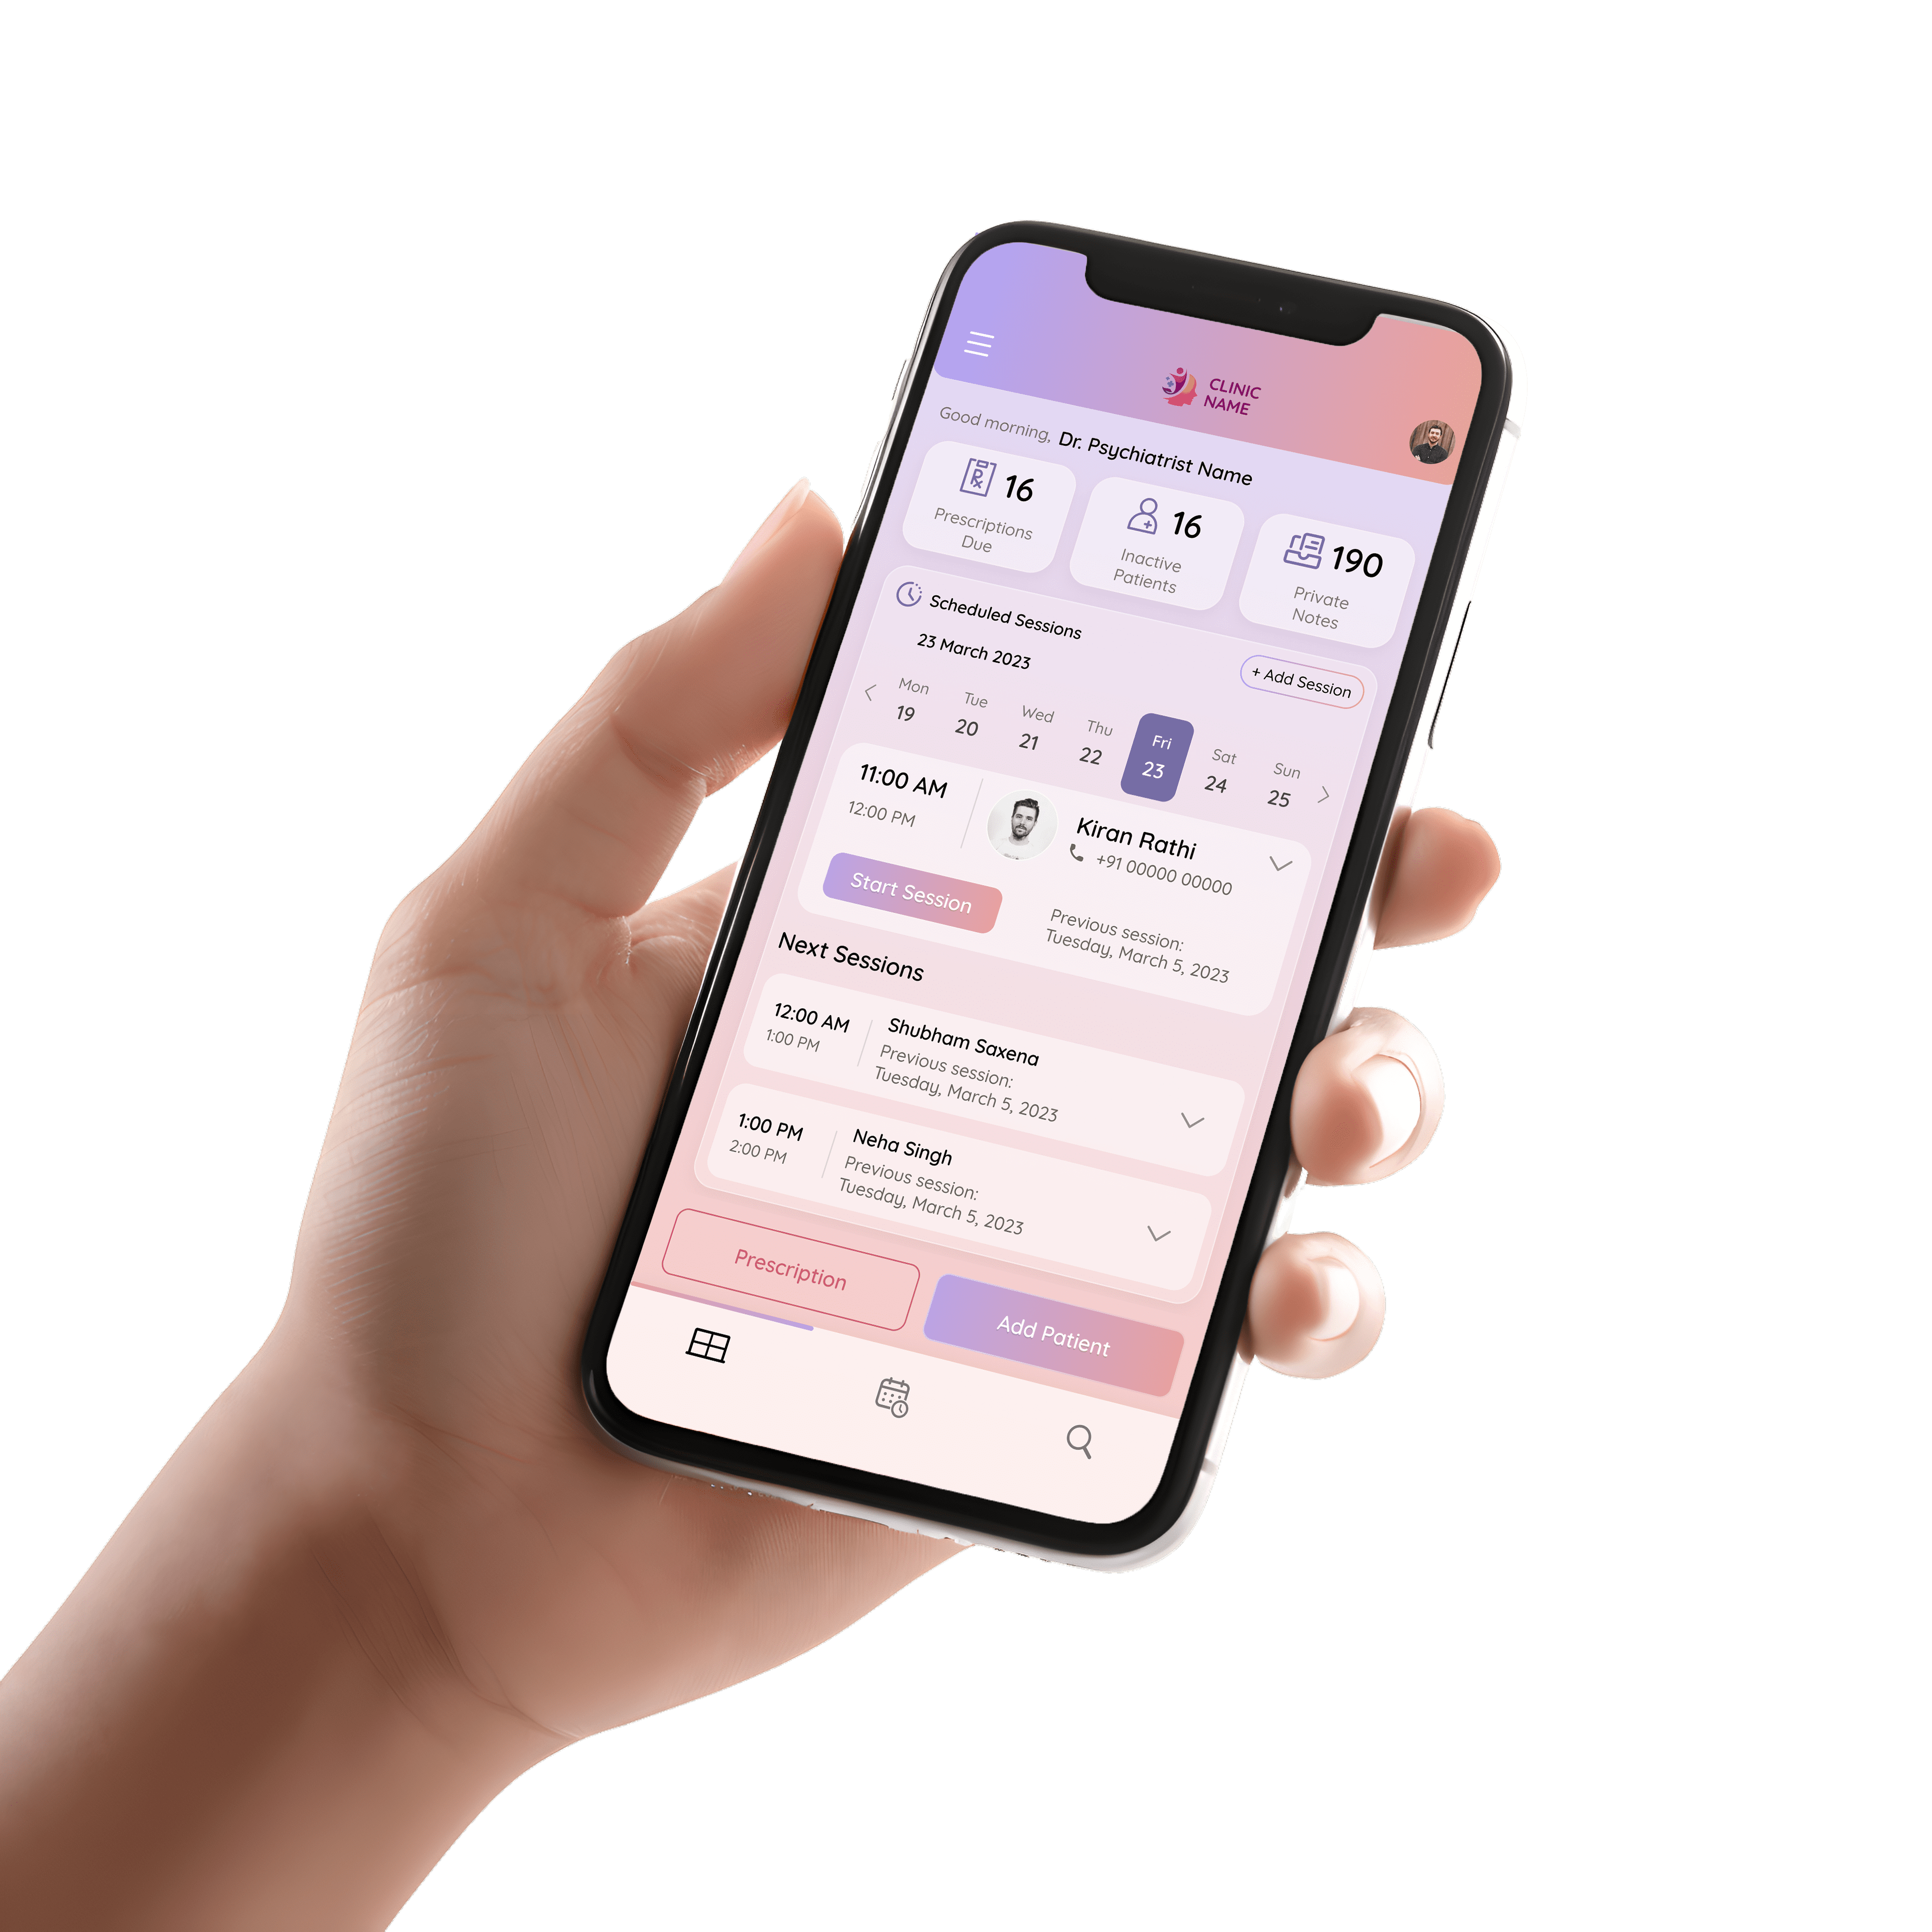 CLINIC
NAME
Good morning, Dr. Psychiatrist Name
16
Prescriptions
Due
16
Inactive
Patients
190
Private
Notes
Scheduled Sessions
23 March 2023
+ Add Session
Mon Tue Wed Thu Fri Sat Sun
19 20 21 22 23 24 25
11:00 AM
12:00 PM
Kiran Rathi
+91 00000 00000
Start Session
Previous session:
Tuesday, March 5, 2023
Next Sessions
12:00 AM
1:00 PM
Shubham Saxena
Previous session:
Tuesday, March 5, 2023
1:00 PM
2:00 PM
Neha Singh
Previous session:
Tuesday, March 5, 2023
Prescription
Add Patient